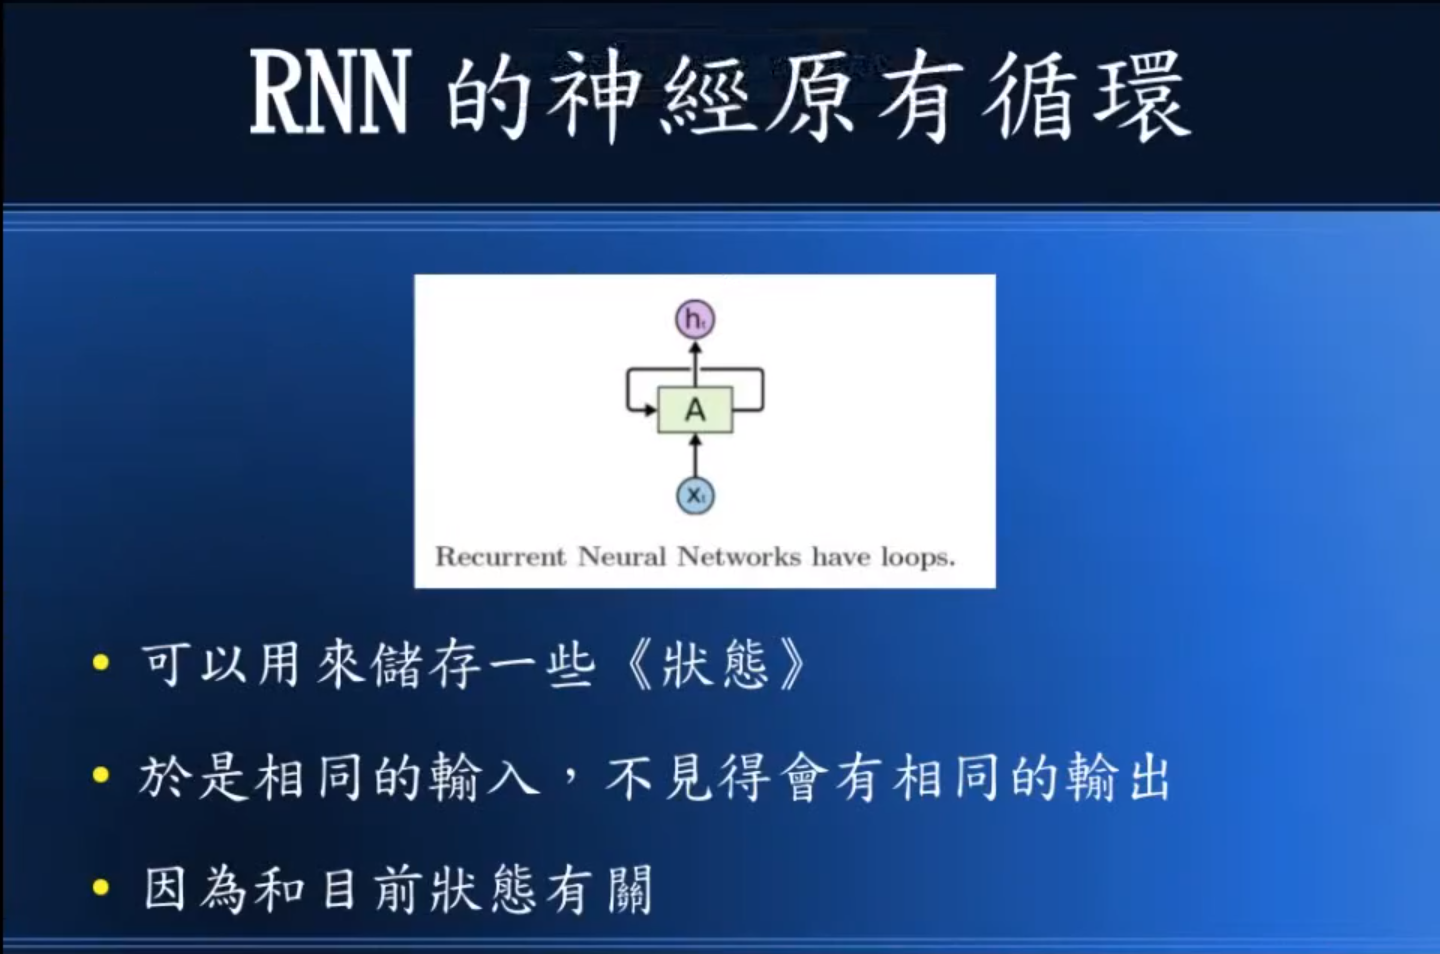 RNN 的神經原有循環
hₜ
A
xₜ
Recurrent Neural Networks have loops.
• 可以用來儲存一些《狀態》
• 於是相同的輸入，不見得會有相同的輸出
• 因為和目前狀態有關